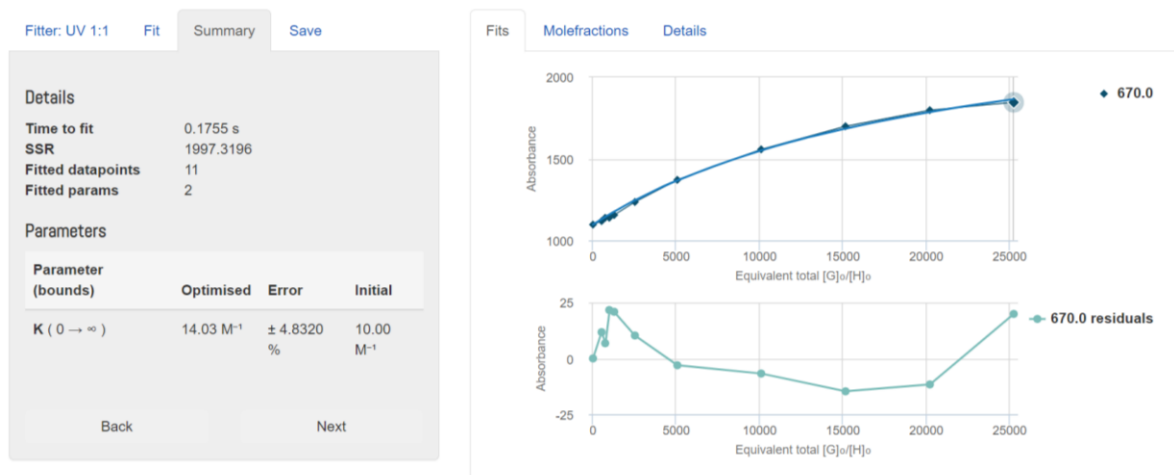 Fitter: UV 1:1 Fit Summary Save
Details
Time to fit 0.1755 s
SSR 1997.3196
Fitted datapoints 11
Fitted params 2
Parameters
Parameter
(bounds) Optimised Error Initial
K ( 0 → ∞ ) 14.03 M⁻¹ ± 4.8320 10.00
% M⁻¹
Back Next
Fits Molefractions Details
2000
1500
1000
Absorbance
0 5000 10000 15000 20000 25000
Equivalent total [G]₀/[H]₀
670.0
25
0
-25
Absorbance
0 5000 10000 15000 20000 25000
Equivalent total [G]₀/[H]₀
670.0 residuals